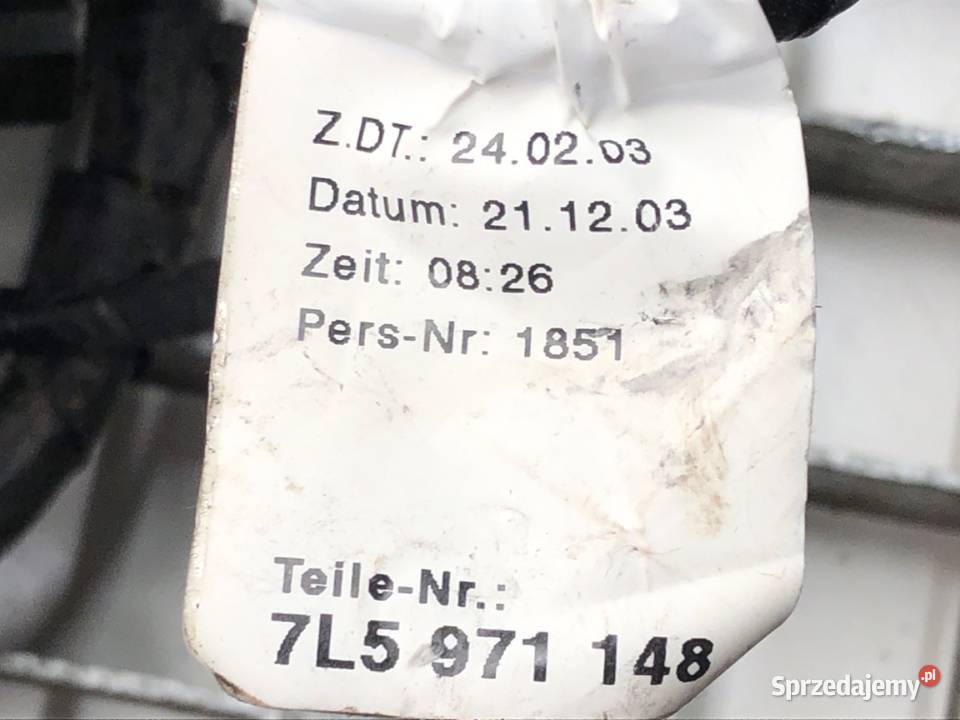 Z.DT.: 24.02.03
Datum: 21.12.03
Zeit: 08:26
Pers-Nr: 1851
Teile-Nr.:
7L5 971 148
Sprzedajemy.pl